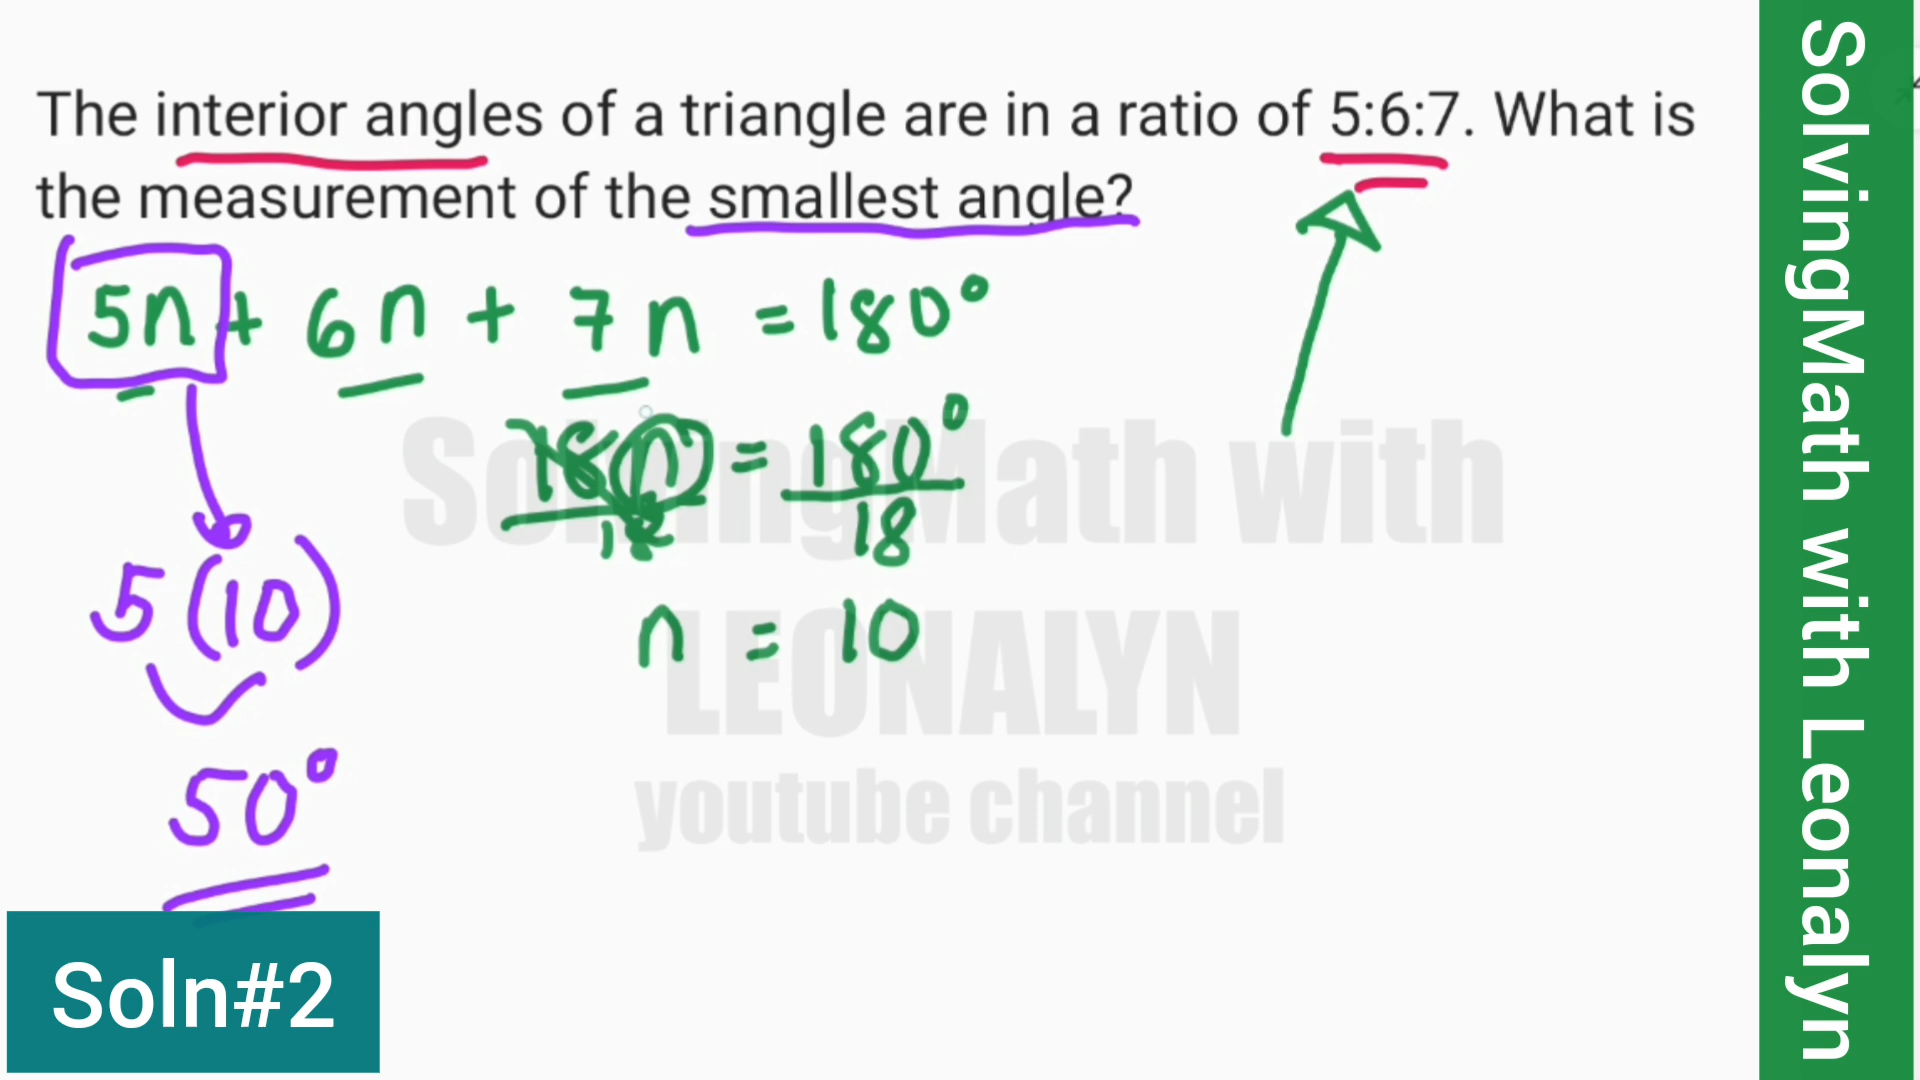 The interior angles of a triangle are in a ratio of 5:6:7. What is
the measurement of the smallest angle?
5n + 6n + 7n = 180°
18n = 180°
18 18
n = 10
5(10)
50°
Soln#2
SolvingMath with
LEONALYN
youtube channel
SolvingMath with Leonalyn